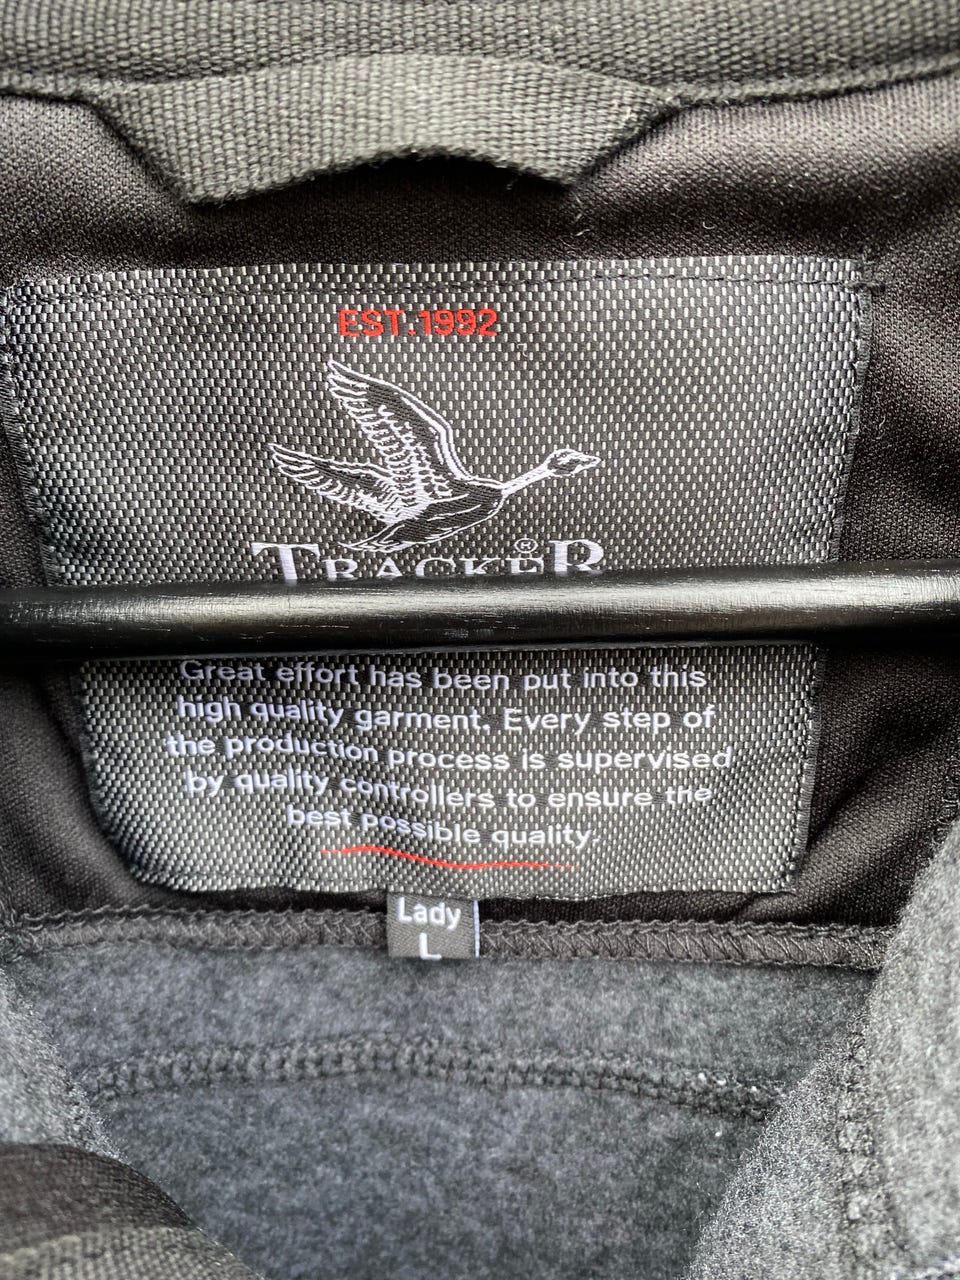 EST.1992
TRACKER®
Great effort has been put into this
high quality garment. Every step of
the production process is supervised
by quality controllers to ensure the
best possible quality.
Lady
L